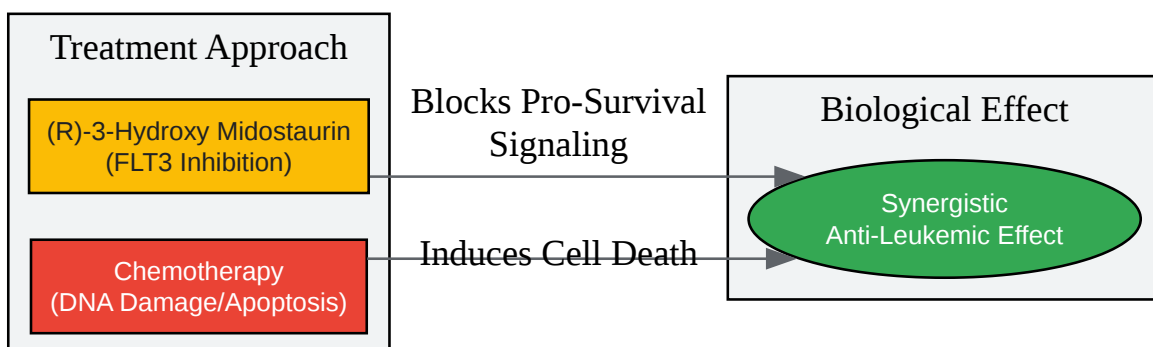 Treatment Approach
(R)-3-Hydroxy Midostaurin
(FLT3 Inhibition)
Chemotherapy
(DNA Damage/Apoptosis)
Blocks Pro-Survival
Signaling
Induces Cell Death
Biological Effect
Synergistic
Anti-Leukemic Effect